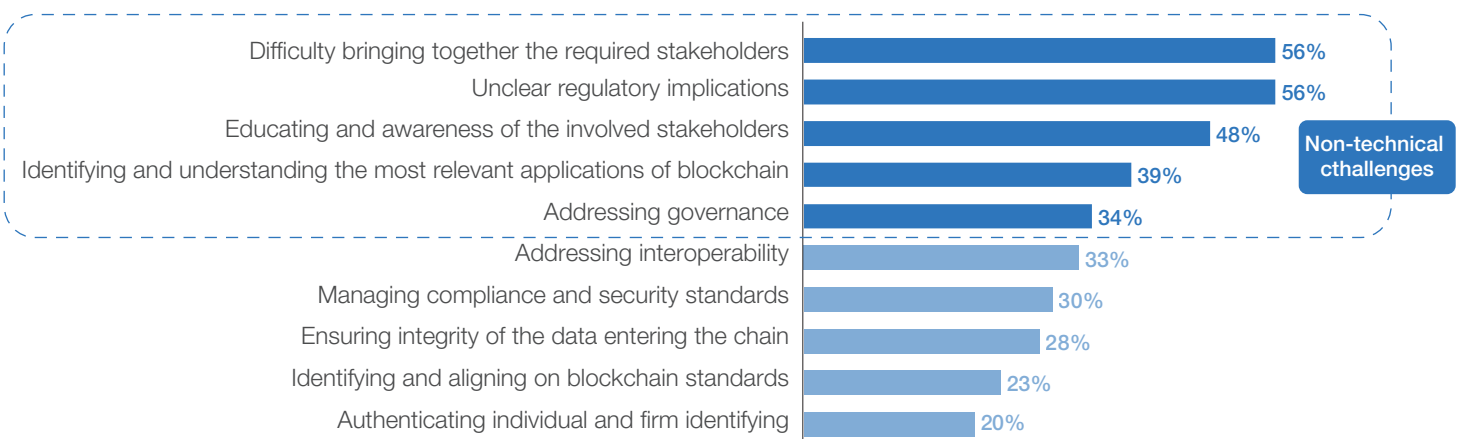 Difficulty bringing together the required stakeholders 56%
Unclear regulatory implications 56%
Educating and awareness of the involved stakeholders 48%
Identifying and understanding the most relevant applications of blockchain 39%
Addressing governance 34%
Non-technical
cthallenges
Addressing interoperability 33%
Managing compliance and security standards 30%
Ensuring integrity of the data entering the chain 28%
Identifying and aligning on blockchain standards 23%
Authenticating individual and firm identifying 20%